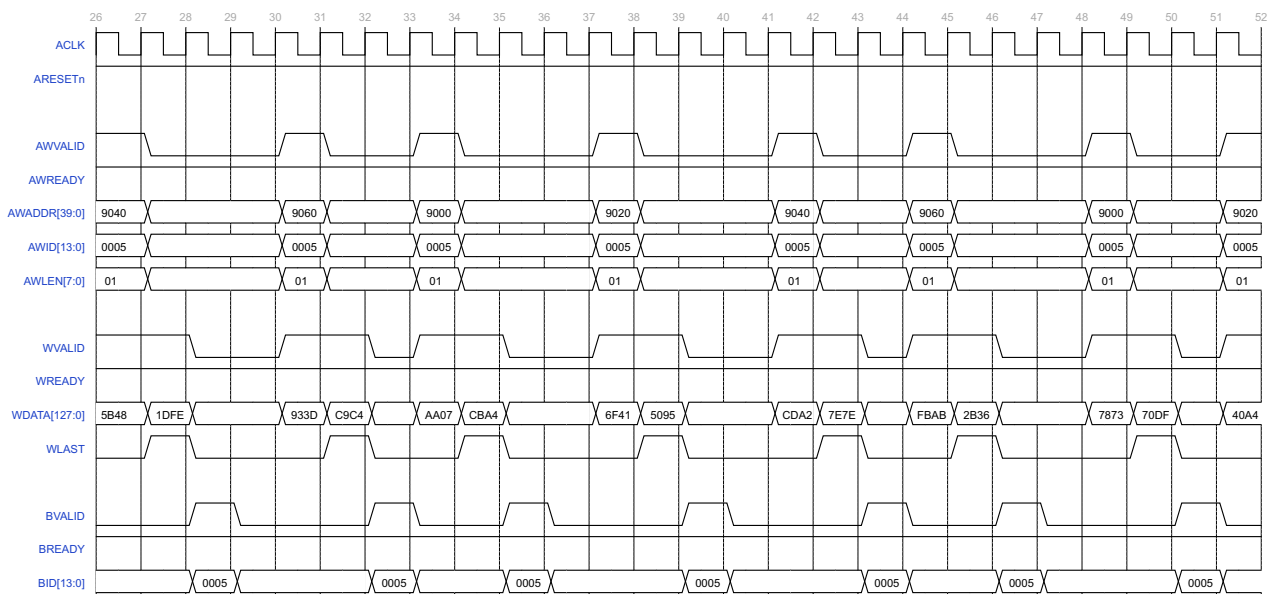 26 27 28 29 30 31 32 33 34 35 36 37 38 39 40 41 42 43 44 45 46 47 48 49 50 51 52
ACLK
ARESETn
AWVALID
AWREADY
AWADDR[39:0] 9040 9060 9000 9020 9040 9060 9000 9020
AWID[13:0] 0005 0005 0005 0005 0005 0005 0005 0005
AWLEN[7:0] 01 01 01 01 01 01 01 01
WVALID
WREADY
WDATA[127:0] 5B48 1DFE 933D C9C4 AA07 CBA4 6F41 5095 CDA2 7E7E FBAB 2B36 7873 70DF 40A4
WLAST
BVALID
BREADY
BID[13:0] 0005 0005 0005 0005 0005 0005 0005